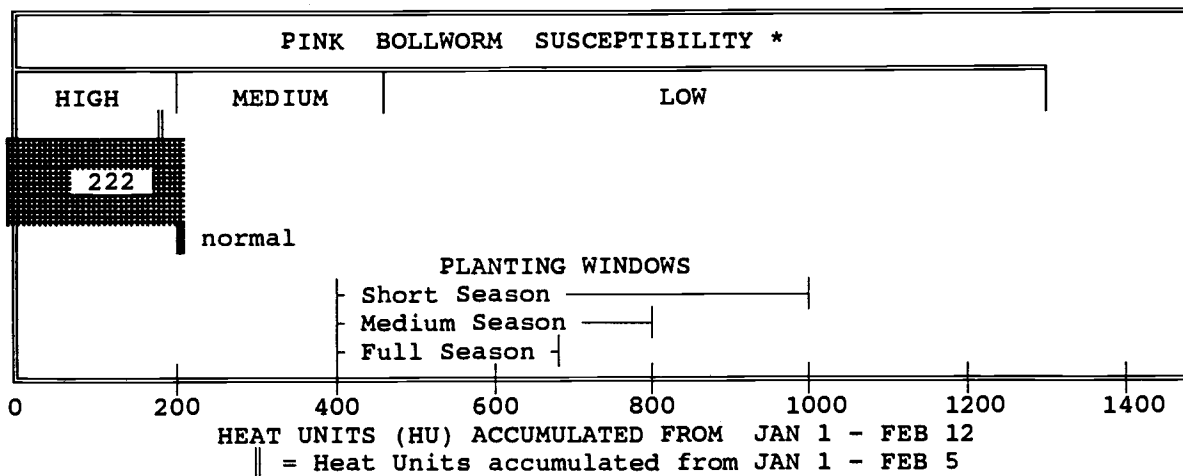 PINK BOLLWORM SUSCEPTIBILITY *
HIGH MEDIUM LOW
222
normal
PLANTING WINDOWS
Short Season
Medium Season
Full Season
0 200 400 600 800 1000 1200 1400
HEAT UNITS (HU) ACCUMULATED FROM JAN 1 - FEB 12
= Heat Units accumulated from JAN 1 - FEB 5